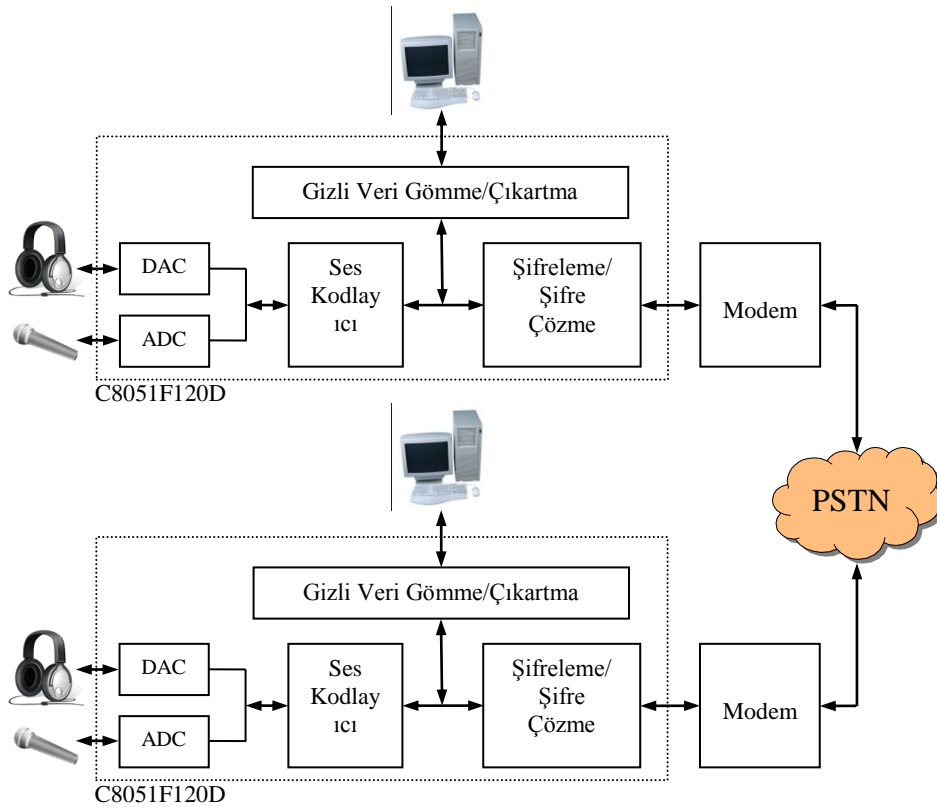 Gizli Veri Gömme/Çıkartma
DAC
ADC
Ses
Kodlay
ıcı
Şifreleme/
Şifre
Çözme
Modem
C8051F120D
PSTN
Gizli Veri Gömme/Çıkartma
DAC
ADC
Ses
Kodlay
ıcı
Şifreleme/
Şifre
Çözme
Modem
C8051F120D